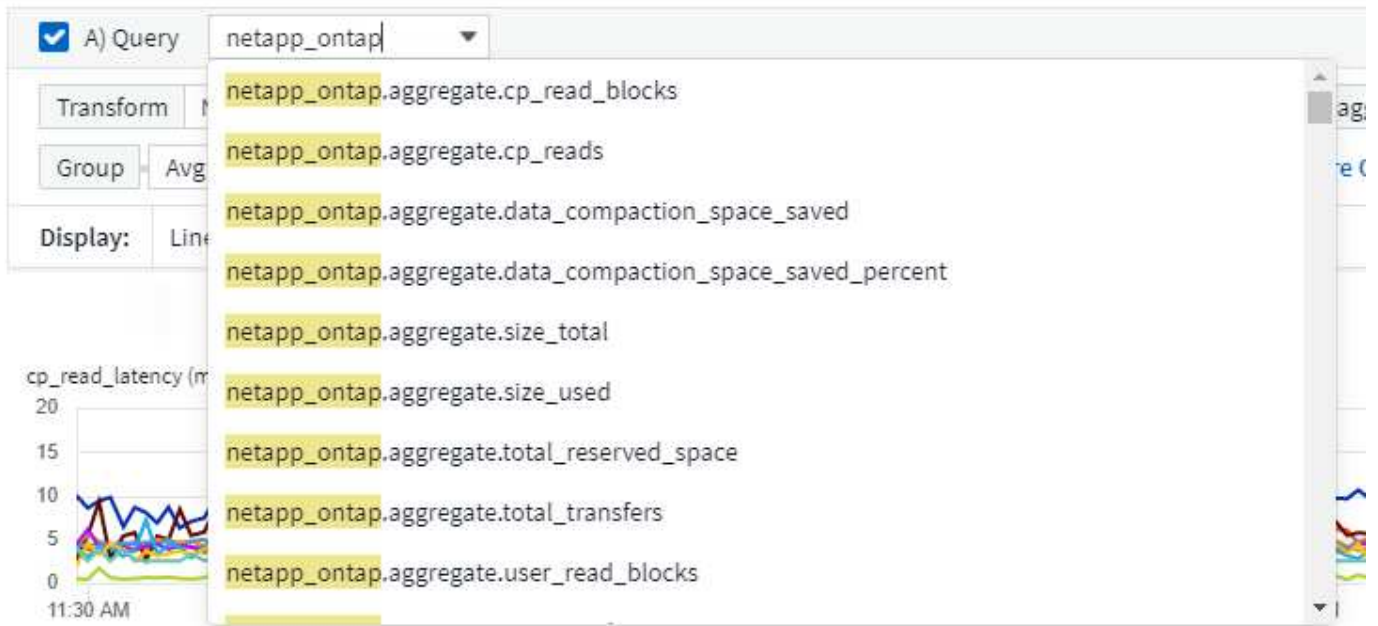 A) Query netapp_ontap
netapp_ontap.aggregate.cp_read_blocks
Transform
netapp_ontap.aggregate.cp_reads
Group Avg
netapp_ontap.aggregate.data_compaction_space_saved
Display: Line
netapp_ontap.aggregate.data_compaction_space_saved_percent
netapp_ontap.aggregate.size_total
cp_read_latency (m
netapp_ontap.aggregate.size_used
20
netapp_ontap.aggregate.total_reserved_space
15
netapp_ontap.aggregate.total_transfers
10
5
netapp_ontap.aggregate.user_read_blocks
0
11:30 AM